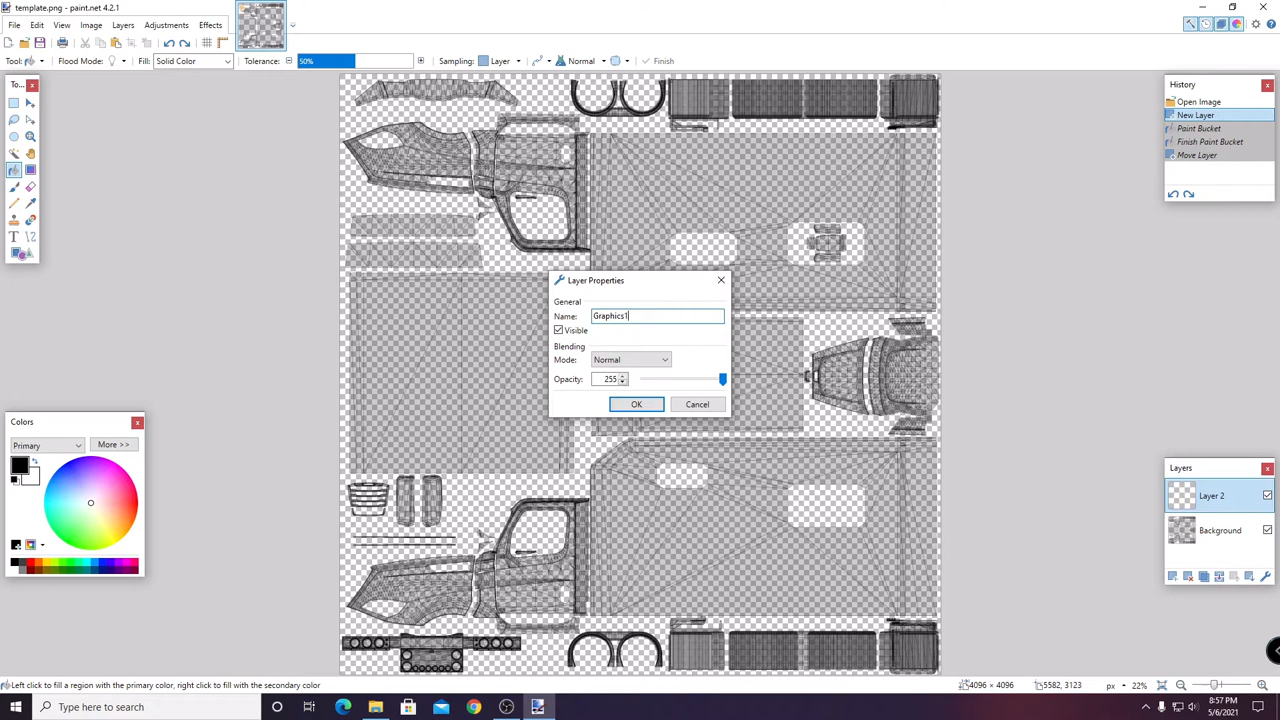 template.png - paint.net 4.2.1
File Edit View Image Layers Adjustments Effects
Tool: Flood Mode: Fill: Solid Color Tolerance: 50% Sampling: Layer Normal Finish
To...
History
Open Image
New Layer
Paint Bucket
Finish Paint Bucket
Move Layer
Layer Properties
General
Name: Graphics1
Visible
Blending
Mode: Normal
Opacity: 255
OK Cancel
Colors
Primary More >>
Layers
Layer 2
Background
Left click to fill a region with the primary color, right click to fill with the secondary color
4096 × 4096 5582, 3123 px 22%
Type here to search
8:57 PM
5/6/2021